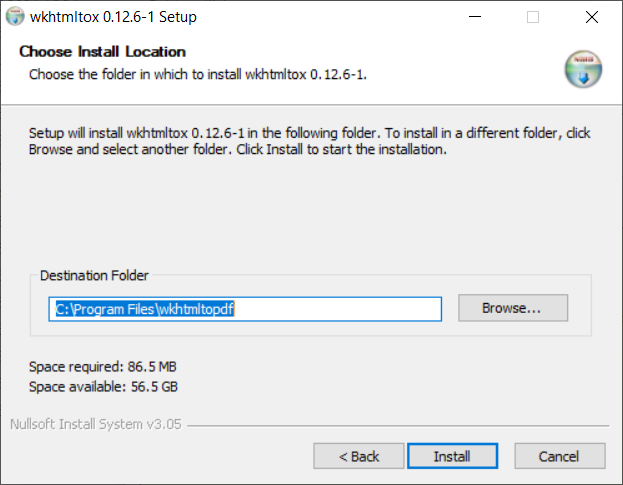 wkhtmltox 0.12.6-1 Setup
Choose Install Location
Choose the folder in which to install wkhtmltox 0.12.6-1.
Setup will install wkhtmltox 0.12.6-1 in the following folder. To install in a different folder, click
Browse and select another folder. Click Install to start the installation.
Destination Folder
C:\Program Files\wkhtmltopdf
Browse...
Space required: 86.5 MB
Space available: 56.5 GB
Nullsoft Install System v3.05
< Back
Install
Cancel